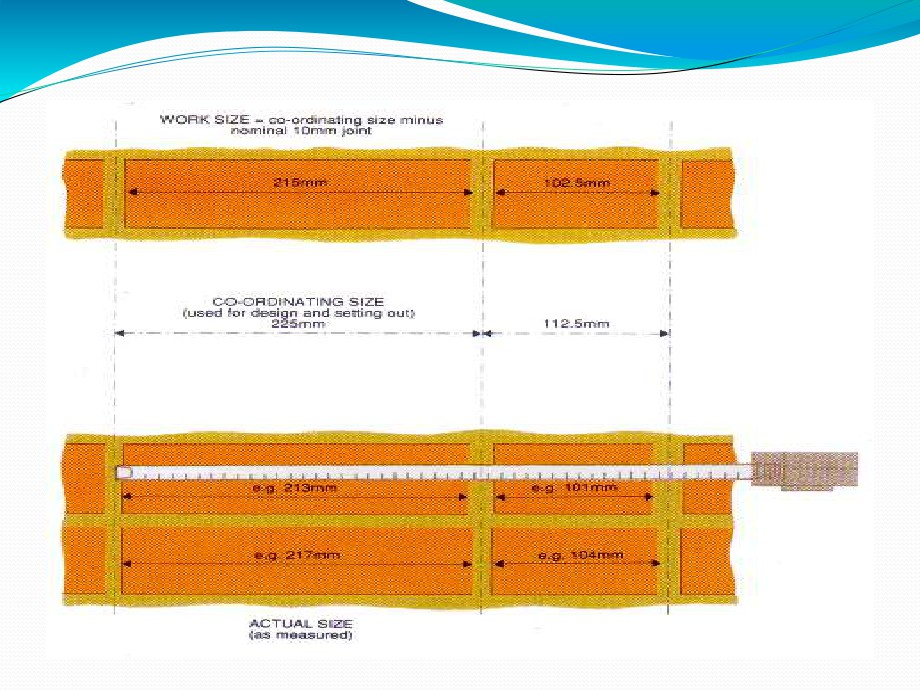 WORK SIZE – co-ordinating size minus
nominal 10mm joint
215mm
102.5mm
CO-ORDINATING SIZE
(used for design and setting out)
225mm
112.5mm
e.g. 213mm
e.g. 101mm
e.g. 217mm
e.g. 104mm
ACTUAL SIZE
(as measured)